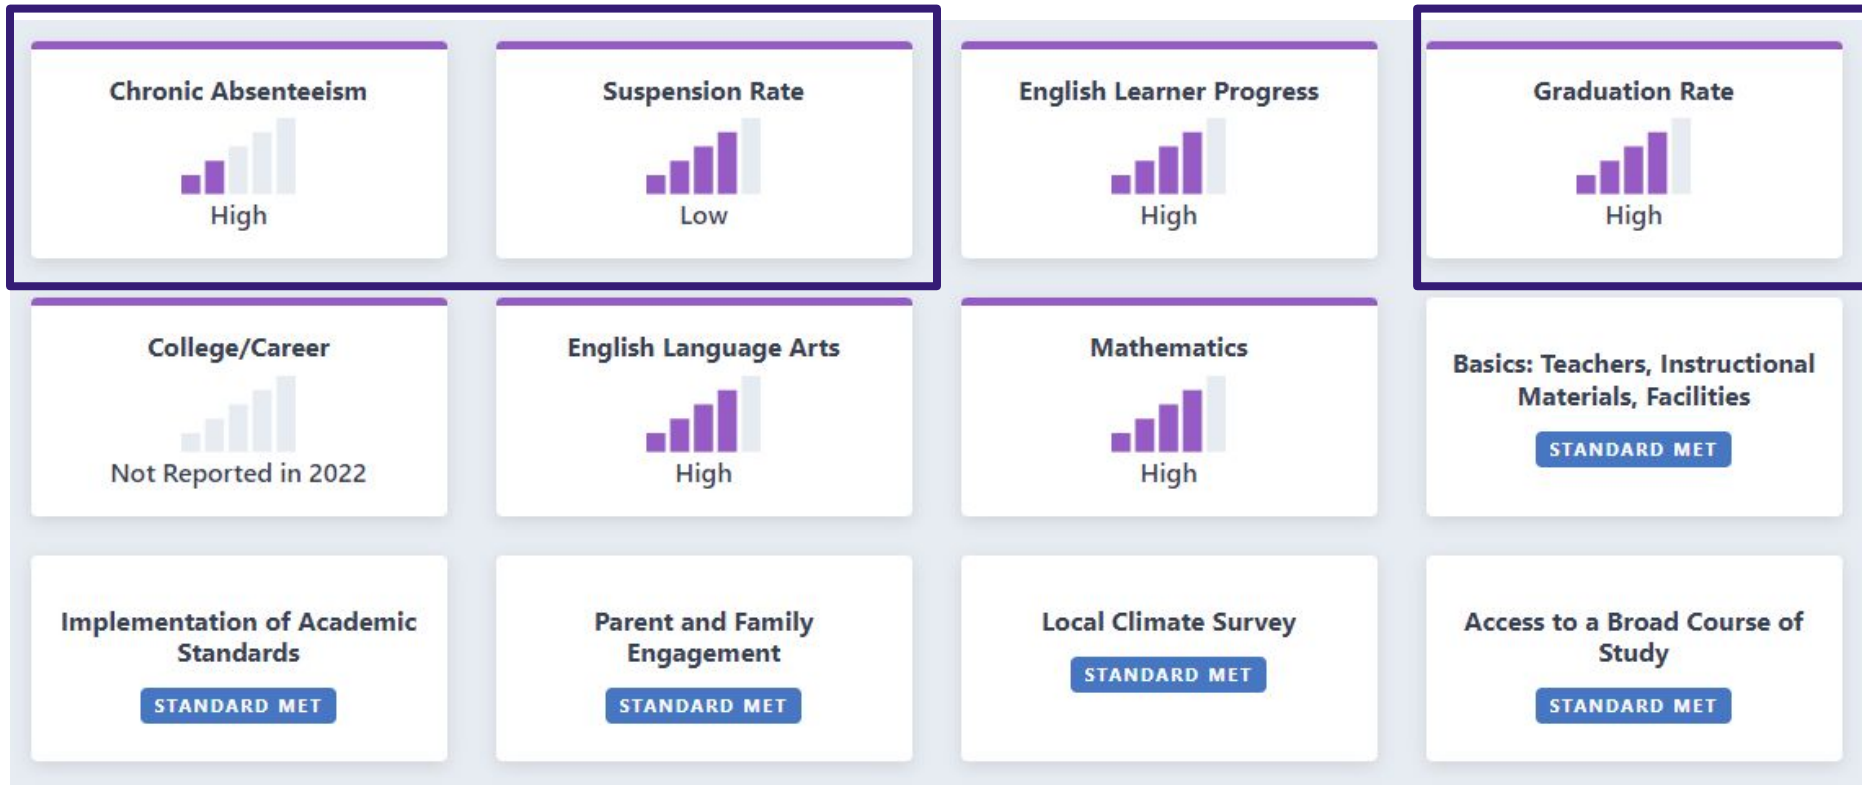 Chronic Absenteeism
High
Suspension Rate
Low
English Learner Progress
High
Graduation Rate
High
College/Career
Not Reported in 2022
English Language Arts
High
Mathematics
High
Basics: Teachers, Instructional
Materials, Facilities
STANDARD MET
Implementation of Academic
Standards
STANDARD MET
Parent and Family
Engagement
STANDARD MET
Local Climate Survey
STANDARD MET
Access to a Broad Course of
Study
STANDARD MET